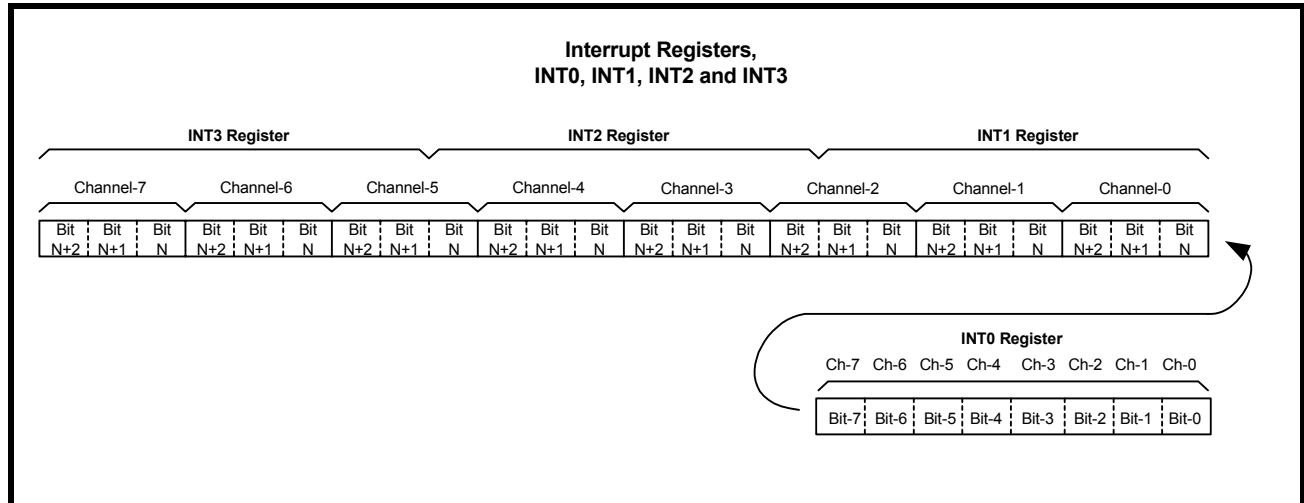 Interrupt Registers,
INT0, INT1, INT2 and INT3
INT3 Register INT2 Register INT1 Register
Channel-7 Channel-6 Channel-5 Channel-4 Channel-3 Channel-2 Channel-1 Channel-0
Bit Bit Bit Bit Bit Bit Bit Bit Bit Bit Bit Bit Bit Bit Bit Bit Bit Bit Bit Bit Bit Bit Bit Bit
N+2 N+1 N N+2 N+1 N N+2 N+1 N N+2 N+1 N N+2 N+1 N N+2 N+1 N N+2 N+1 N N+2 N+1 N
INT0 Register
Ch-7 Ch-6 Ch-5 Ch-4 Ch-3 Ch-2 Ch-1 Ch-0
Bit-7 Bit-6 Bit-5 Bit-4 Bit-3 Bit-2 Bit-1 Bit-0